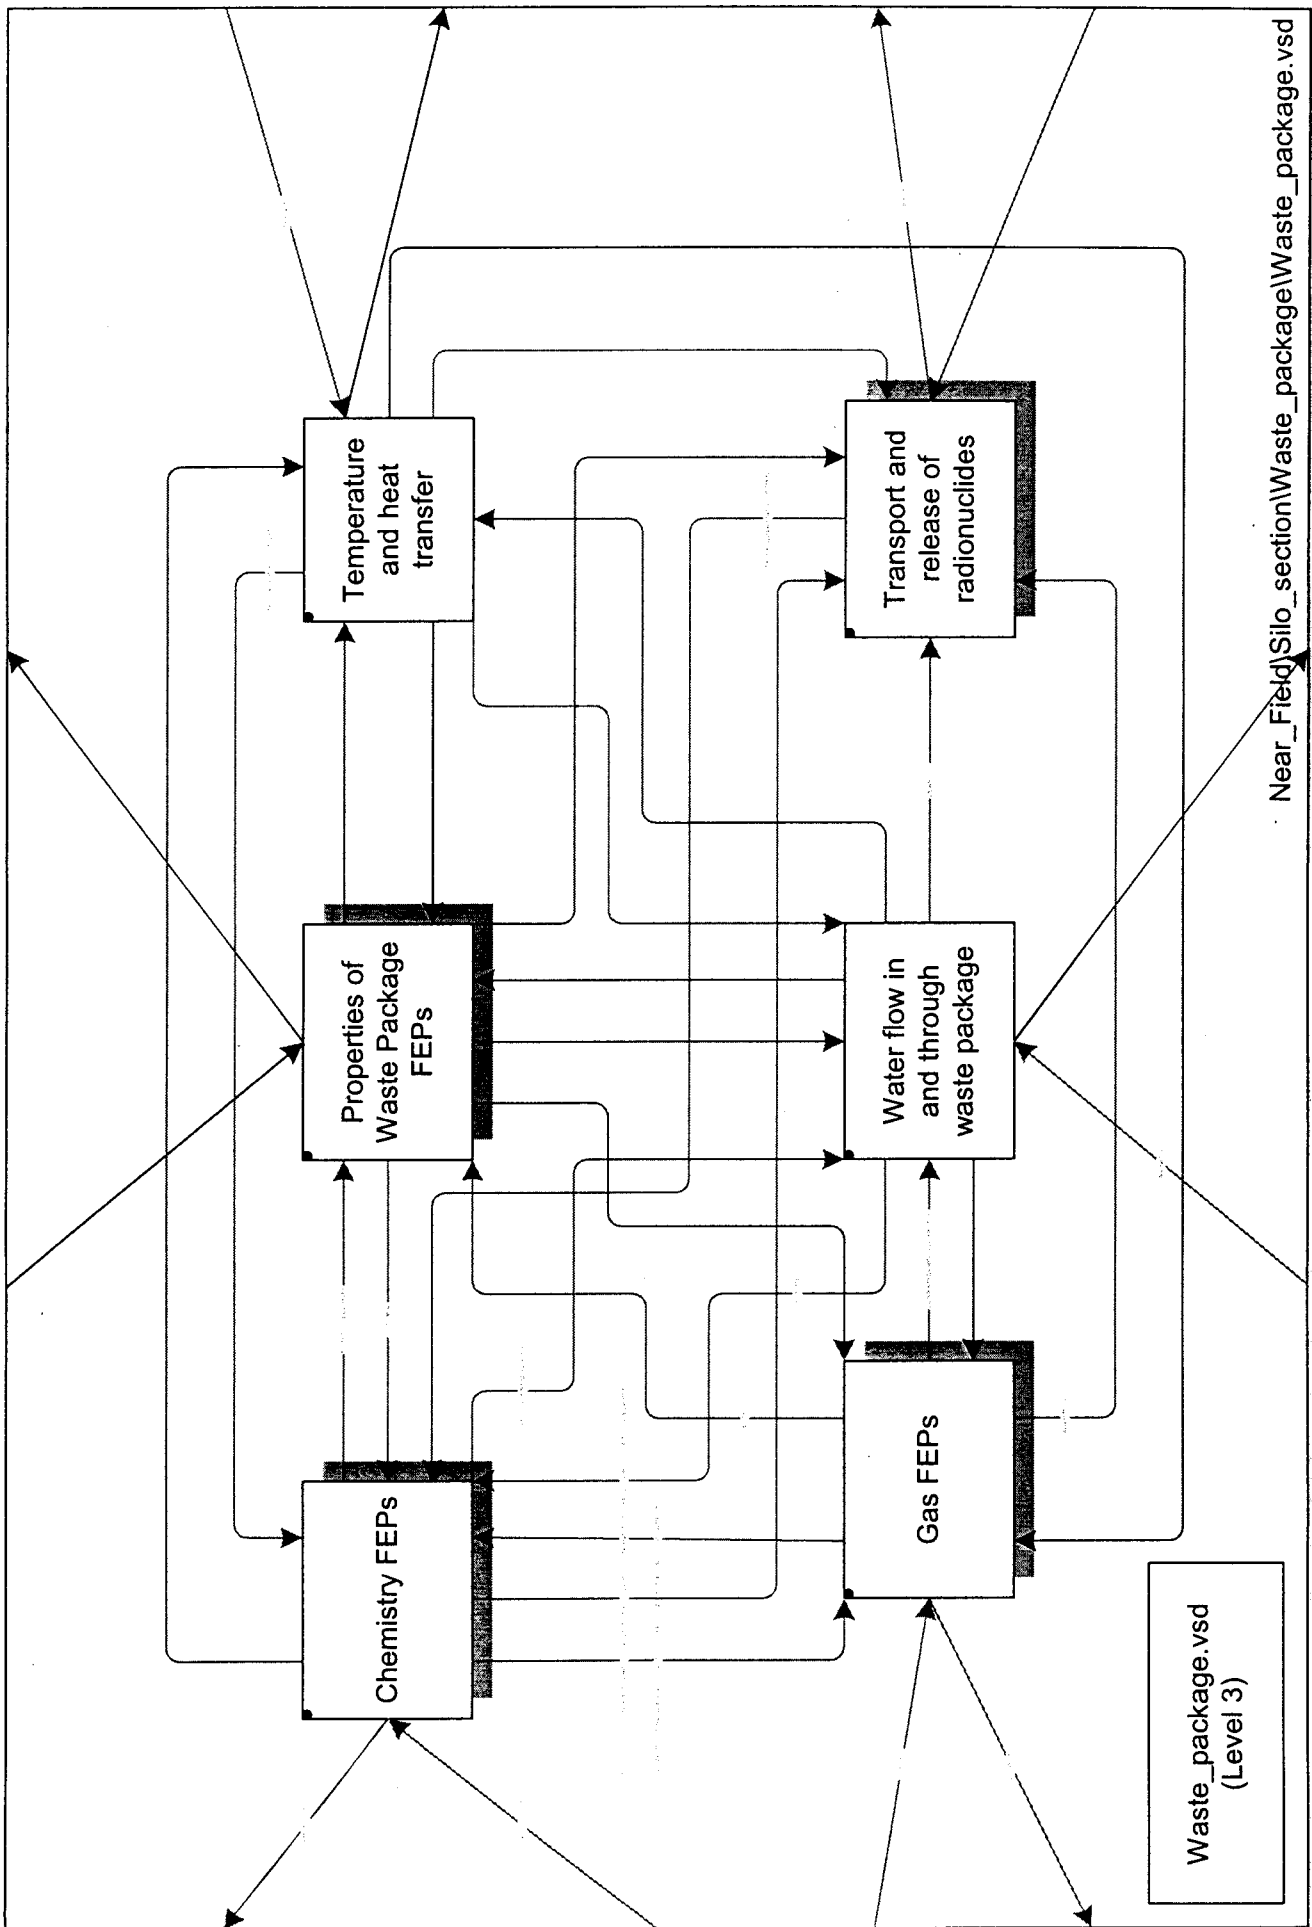 Chemistry FEPs
Properties of
Waste Package
FEPs
Temperature
and heat
transfer
Gas FEPs
Water flow in
and through
waste package
Transport and
release of
radionuclides
Waste_package.vsd
(Level 3)
Near_Field\Silo_section\Waste_package\Waste_package.vsd